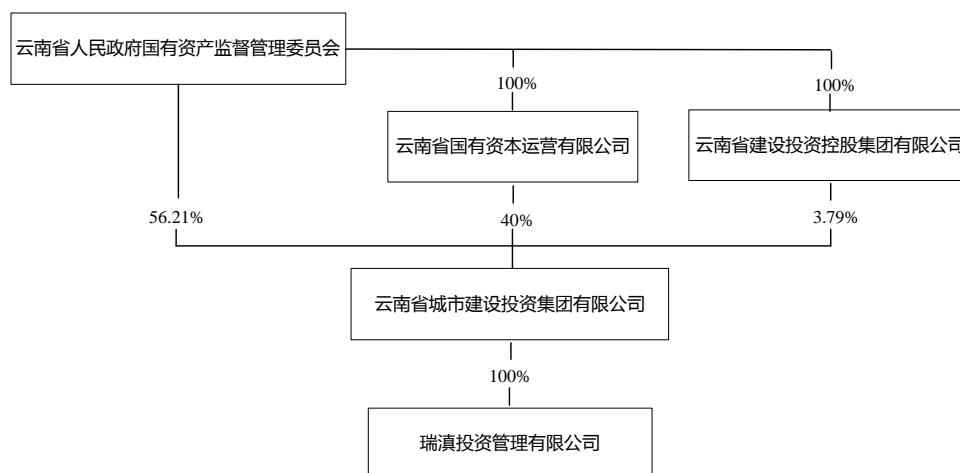 云南省人民政府国有资产监督管理委员会
100%
100%
云南省国有资本运营有限公司
云南省建设投资控股集团有限公司
56.21%
40%
3.79%
云南省城市建设投资集团有限公司
100%
瑞滇投资管理有限公司